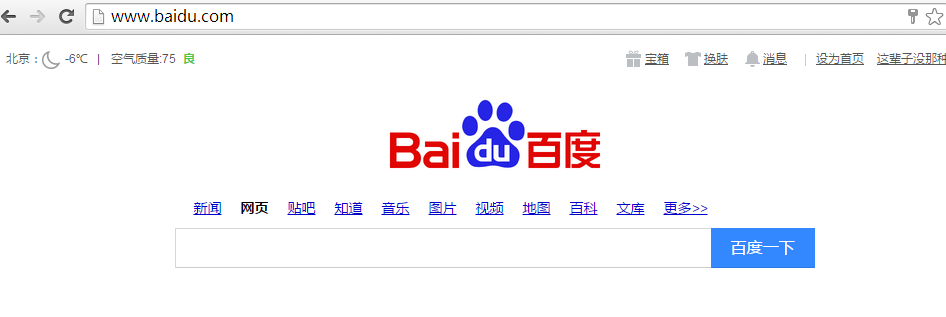 www.baidu.com
北京： -6℃ | 空气质量:75 良 宝箱 换肤 消息 | 设为首页 这辈子没那种
Bai du 百度
新闻 网页 贴吧 知道 音乐 图片 视频 地图 百科 文库 更多>>
百度一下